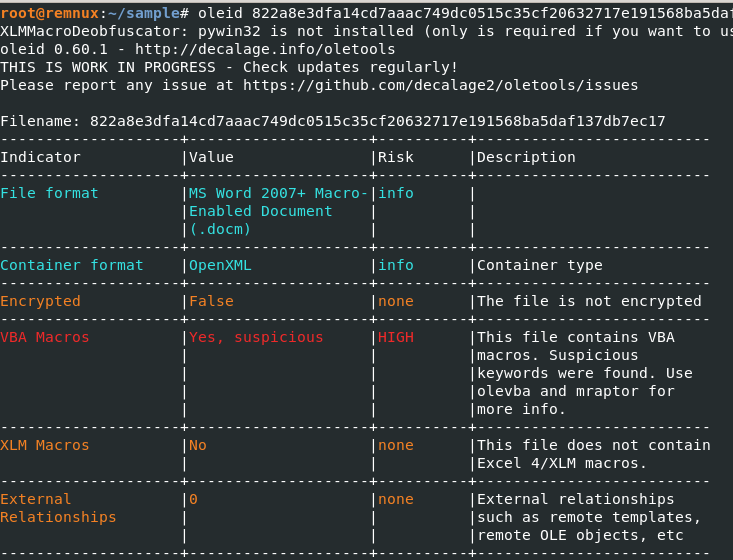 root@remnux:~/sample# oleid 822a8e3dfa14cd7aaac749dc0515c35cf20632717e191568ba5daf
XLMMacroDeobfuscator: pywin32 is not installed (only is required if you want to us
oleid 0.60.1 - http://decalage.info/oletools
THIS IS WORK IN PROGRESS - Check updates regularly!
Please report any issue at https://github.com/decalage2/oletools/issues

Filename: 822a8e3dfa14cd7aaac749dc0515c35cf20632717e191568ba5daf137db7ec17
--------------------+--------------------+----------+--------------------------
Indicator           |Value               |Risk      |Description
--------------------+--------------------+----------+--------------------------
File format         |MS Word 2007+ Macro-|info      |
                    |Enabled Document    |          |
                    |(.docm)             |          |
--------------------+--------------------+----------+--------------------------
Container format    |OpenXML             |info      |Container type
--------------------+--------------------+----------+--------------------------
Encrypted           |False               |none      |The file is not encrypted
--------------------+--------------------+----------+--------------------------
VBA Macros          |Yes, suspicious     |HIGH      |This file contains VBA
                    |                    |          |macros. Suspicious
                    |                    |          |keywords were found. Use
                    |                    |          |olevba and mraptor for
                    |                    |          |more info.
--------------------+--------------------+----------+--------------------------
XLM Macros          |No                  |none      |This file does not contain
                    |                    |          |Excel 4/XLM macros.
--------------------+--------------------+----------+--------------------------
External            |0                   |none      |External relationships
Relationships       |                    |          |such as remote templates,
                    |                    |          |remote OLE objects, etc
--------------------+--------------------+----------+--------------------------